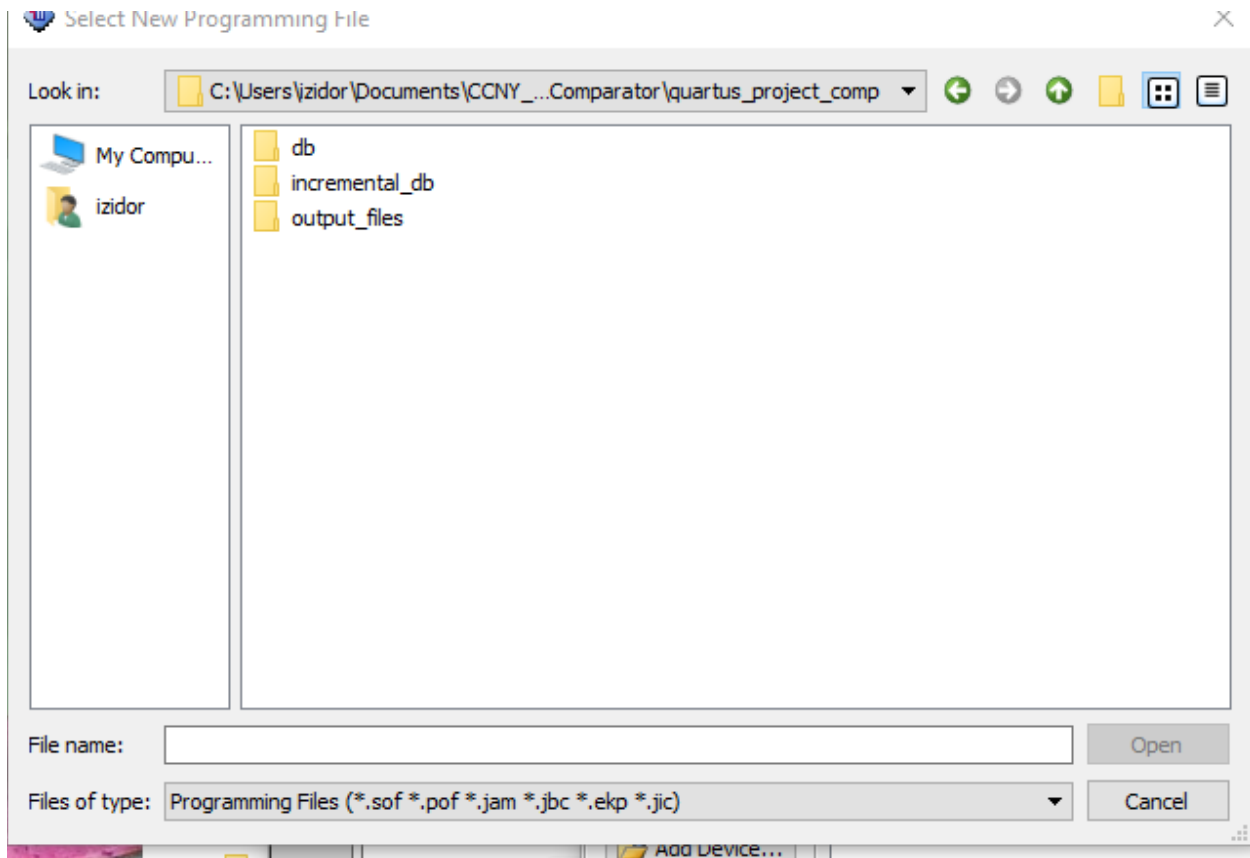 Select New Programming File
Look in:
C:\Users\izidor\Documents\CCNY_...Comparator\quartus_project_comp
My Compu...
izidor
db
incremental_db
output_files
File name:
Open
Files of type:
Programming Files (*.sof *.pof *.jam *.jbc *.ekp *.jic)
Cancel
Add Device...